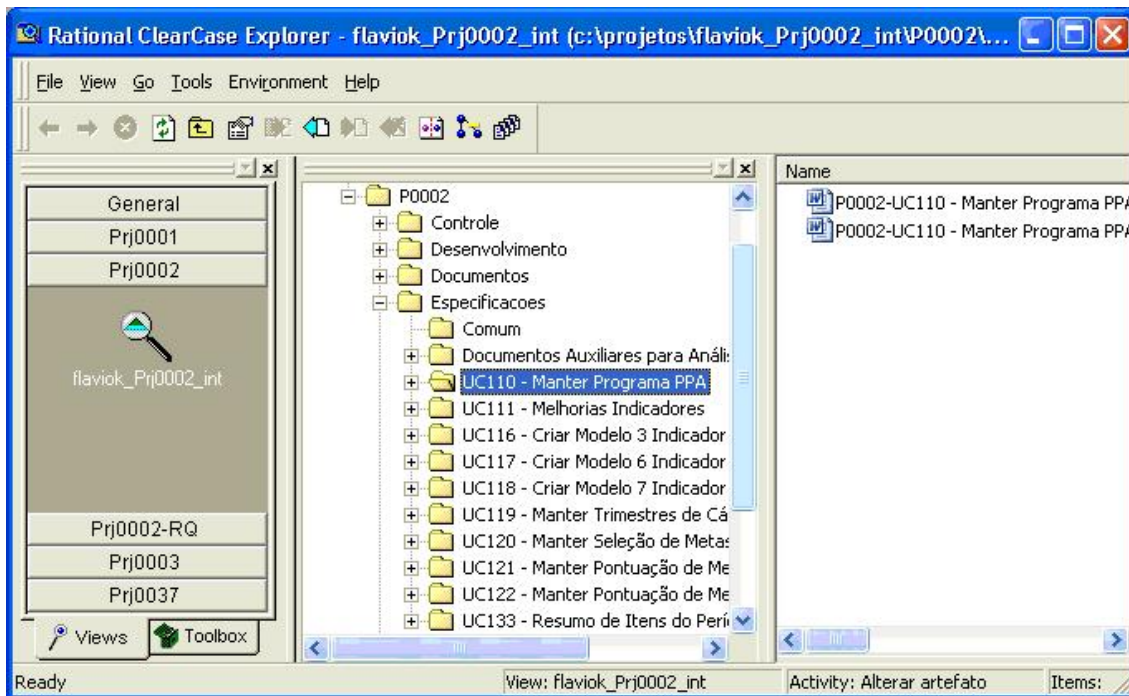 Rational ClearCase Explorer - flaviok_Prj0002_int (c:\projetos\flaviok_Prj0002_int\P0002\...
File View Go Tools Environment Help
General
Prj0001
Prj0002
flaviok_Prj0002_int
Prj0002-RQ
Prj0003
Prj0037
Views Toolbox
P0002
Controle
Desenvolvimento
Documentos
Especificacoes
Comum
Documentos Auxiliares para Anális
UC110 - Manter Programa PPA
UC111 - Melhorias Indicadores
UC116 - Criar Modelo 3 Indicador
UC117 - Criar Modelo 6 Indicador
UC118 - Criar Modelo 7 Indicador
UC119 - Manter Trimestres de Cá
UC120 - Manter Seleção de Metas
UC121 - Manter Pontuação de Me
UC122 - Manter Pontuação de Me
UC133 - Resumo de Itens do Perí
Name
P0002-UC110 - Manter Programa PPA
P0002-UC110 - Manter Programa PPA
Ready View: flaviok_Prj0002_int Activity: Alterar artefato Items: